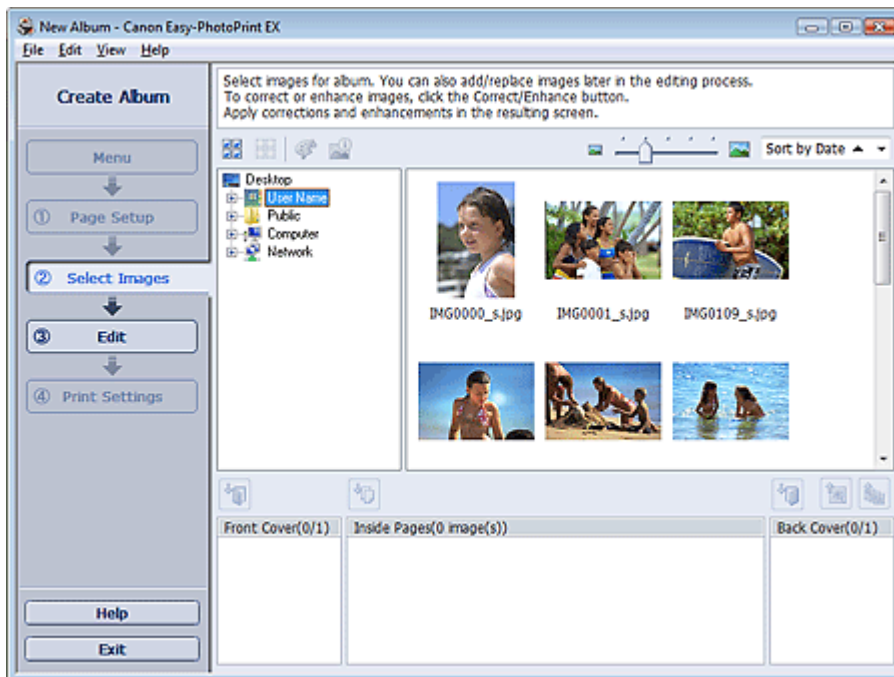 New Album - Canon Easy-PhotoPrint EX
File Edit View Help
Create Album
Select images for album. You can also add/replace images later in the editing process.
To correct or enhance images, click the Correct/Enhance button.
Apply corrections and enhancements in the resulting screen.
Menu
① Page Setup
② Select Images
③ Edit
④ Print Settings
Help
Exit
Sort by Date
Desktop
User Name
Public
Computer
Network
IMG0000_s.jpg IMG0001_s.jpg IMG0109_s.jpg
Front Cover(0/1) Inside Pages(0 image(s)) Back Cover(0/1)